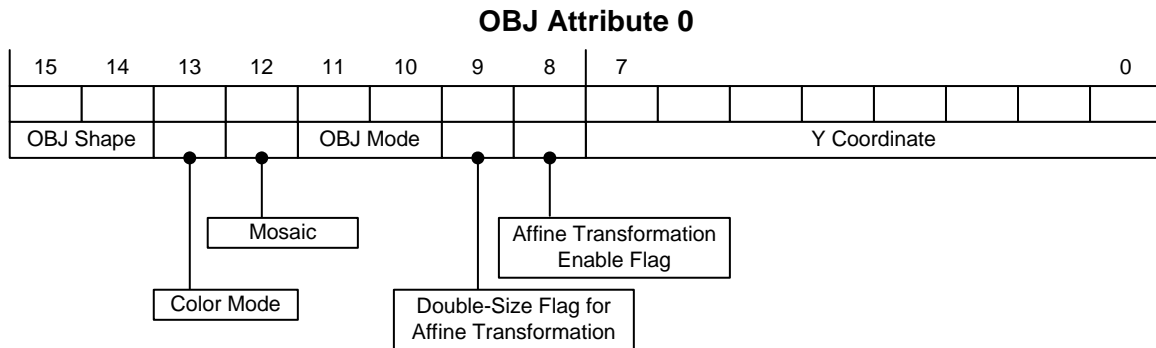 OBJ Attribute 0
15 14 13 12 11 10 9 8 7 0
OBJ Shape OBJ Mode Y Coordinate
Mosaic
Affine Transformation
Enable Flag
Color Mode
Double-Size Flag for
Affine Transformation